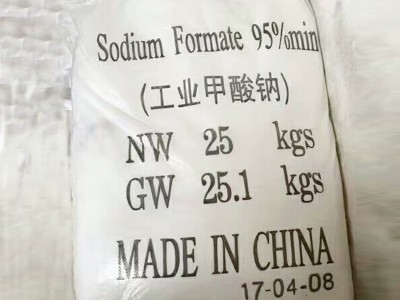 Sodium Formate 95%min
(工业甲酸钠)
NW 25 kgs
GW 25.1 kgs
MADE IN CHINA
17-04-08